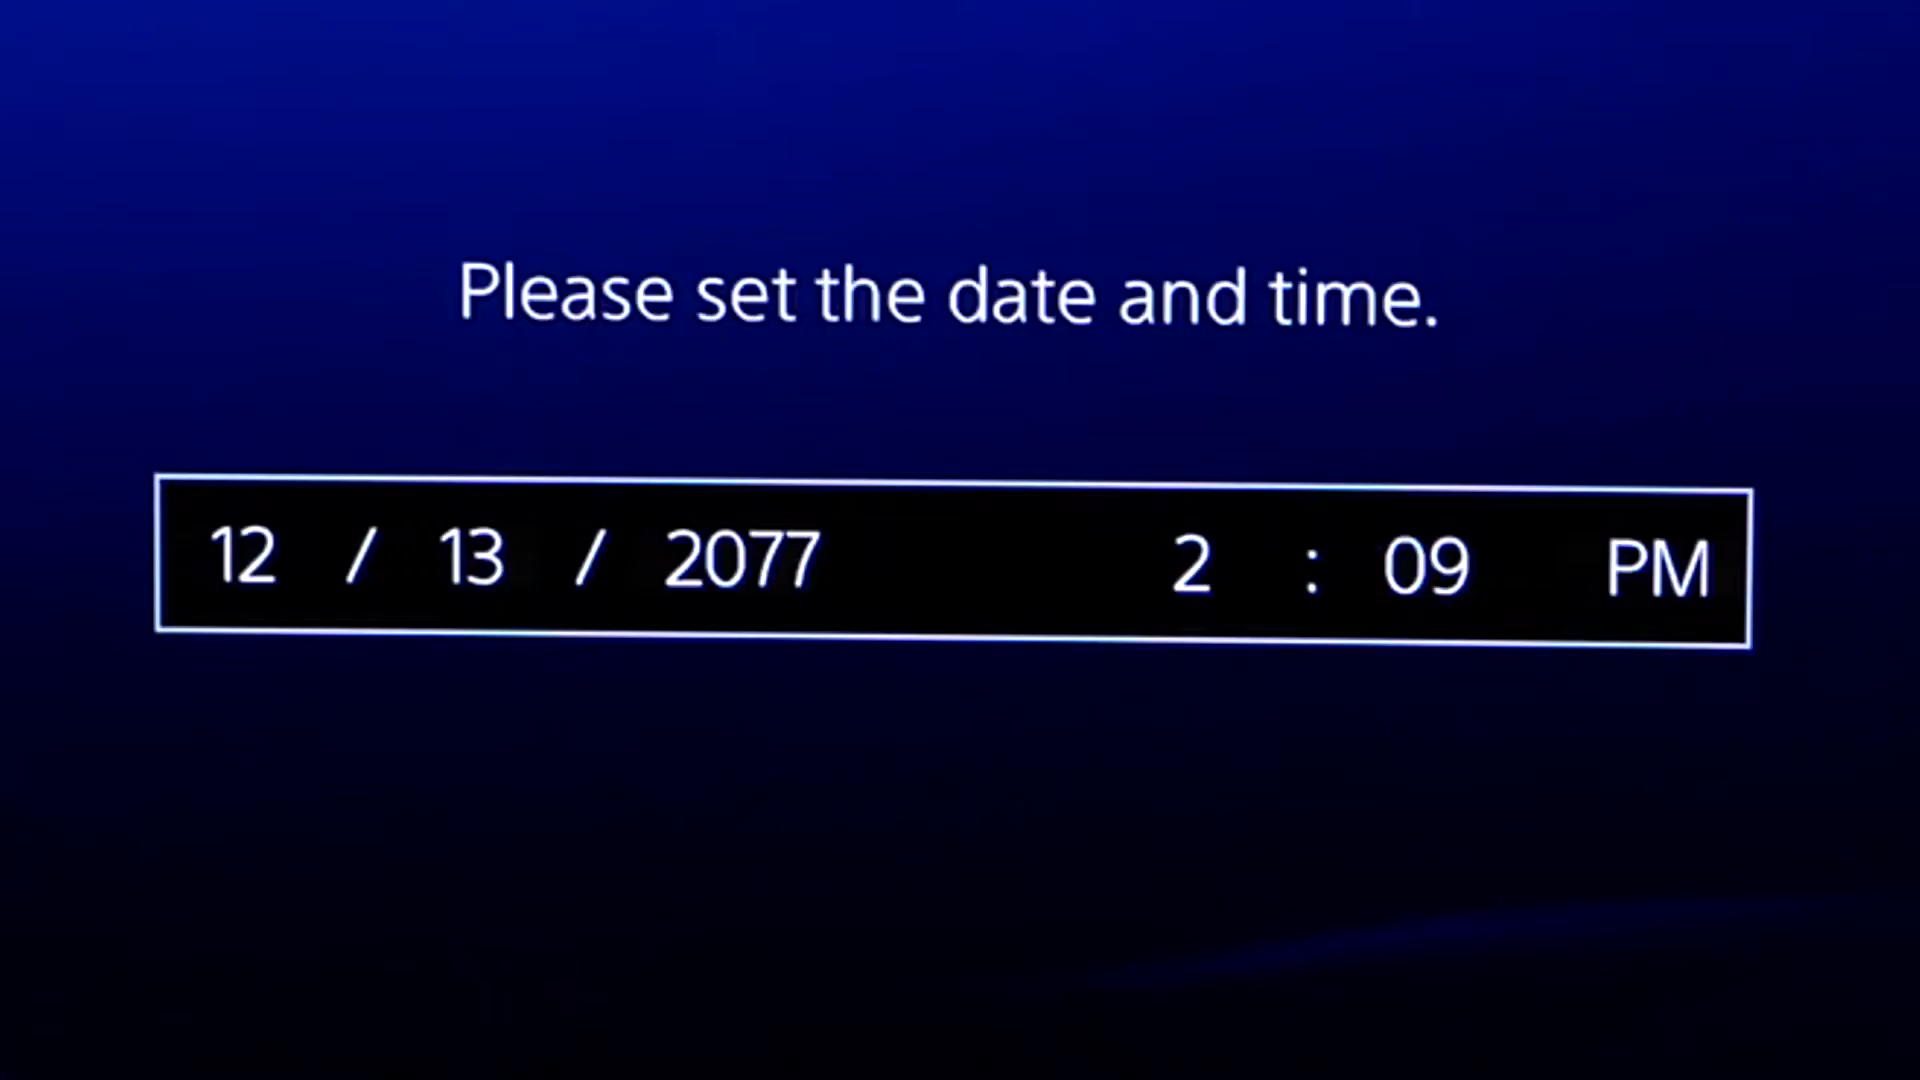 Please set the date and time.
12 / 13 / 2077 2 : 09 PM